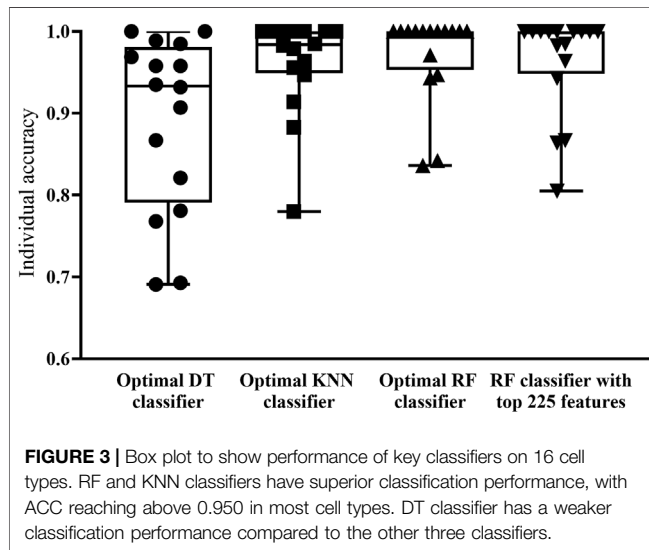 1.0
0.9
0.8
0.7
0.6
Individual accuracy
Optimal DT
classifier
Optimal KNN
classifier
Optimal RF
classifier
RF classifier with
top 225 features
FIGURE 3 | Box plot to show performance of key classifiers on 16 cell
types. RF and KNN classifiers have superior classification performance, with
ACC reaching above 0.950 in most cell types. DT classifier has a weaker
classification performance compared to the other three classifiers.